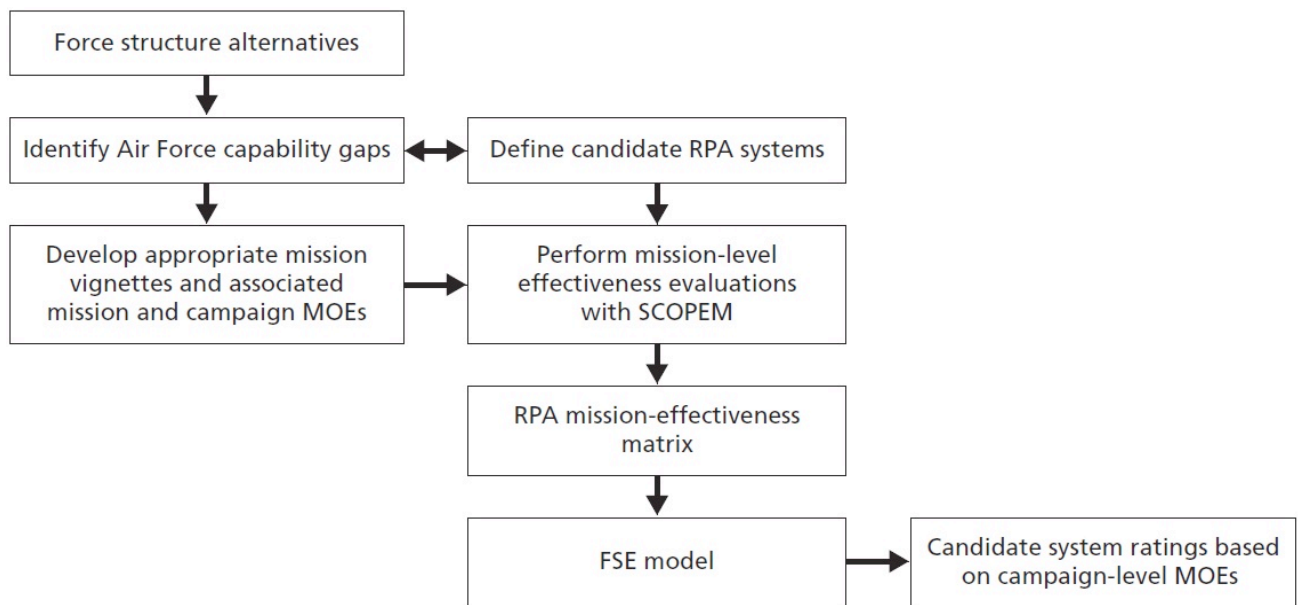 Force structure alternatives
Identify Air Force capability gaps
Define candidate RPA systems
Develop appropriate mission
vignettes and associated
mission and campaign MOEs
Perform mission-level
effectiveness evaluations
with SCOPEM
RPA mission-effectiveness
matrix
FSE model
Candidate system ratings based
on campaign-level MOEs